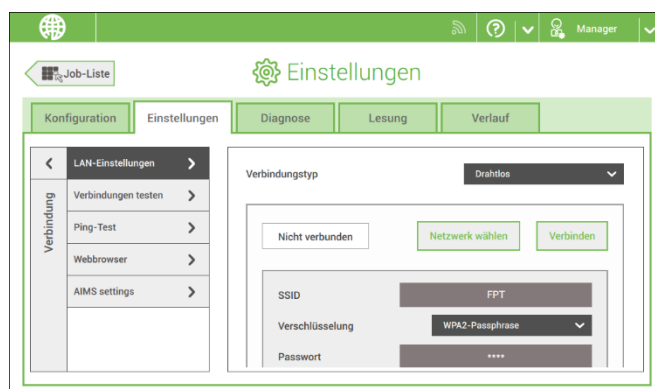 Manager
Job-Liste
Einstellungen
Konfiguration
Einstellungen
Diagnose
Lesung
Verlauf
Verbindung
LAN-Einstellungen
Verbindungen testen
Ping-Test
Webbrowser
AIMS settings
Verbindungstyp
Drahtlos
Nicht verbunden
Netzwerk wählen
Verbinden
SSID
FPT
Verschlüsselung
WPA2-Passphrase
Passwort
****